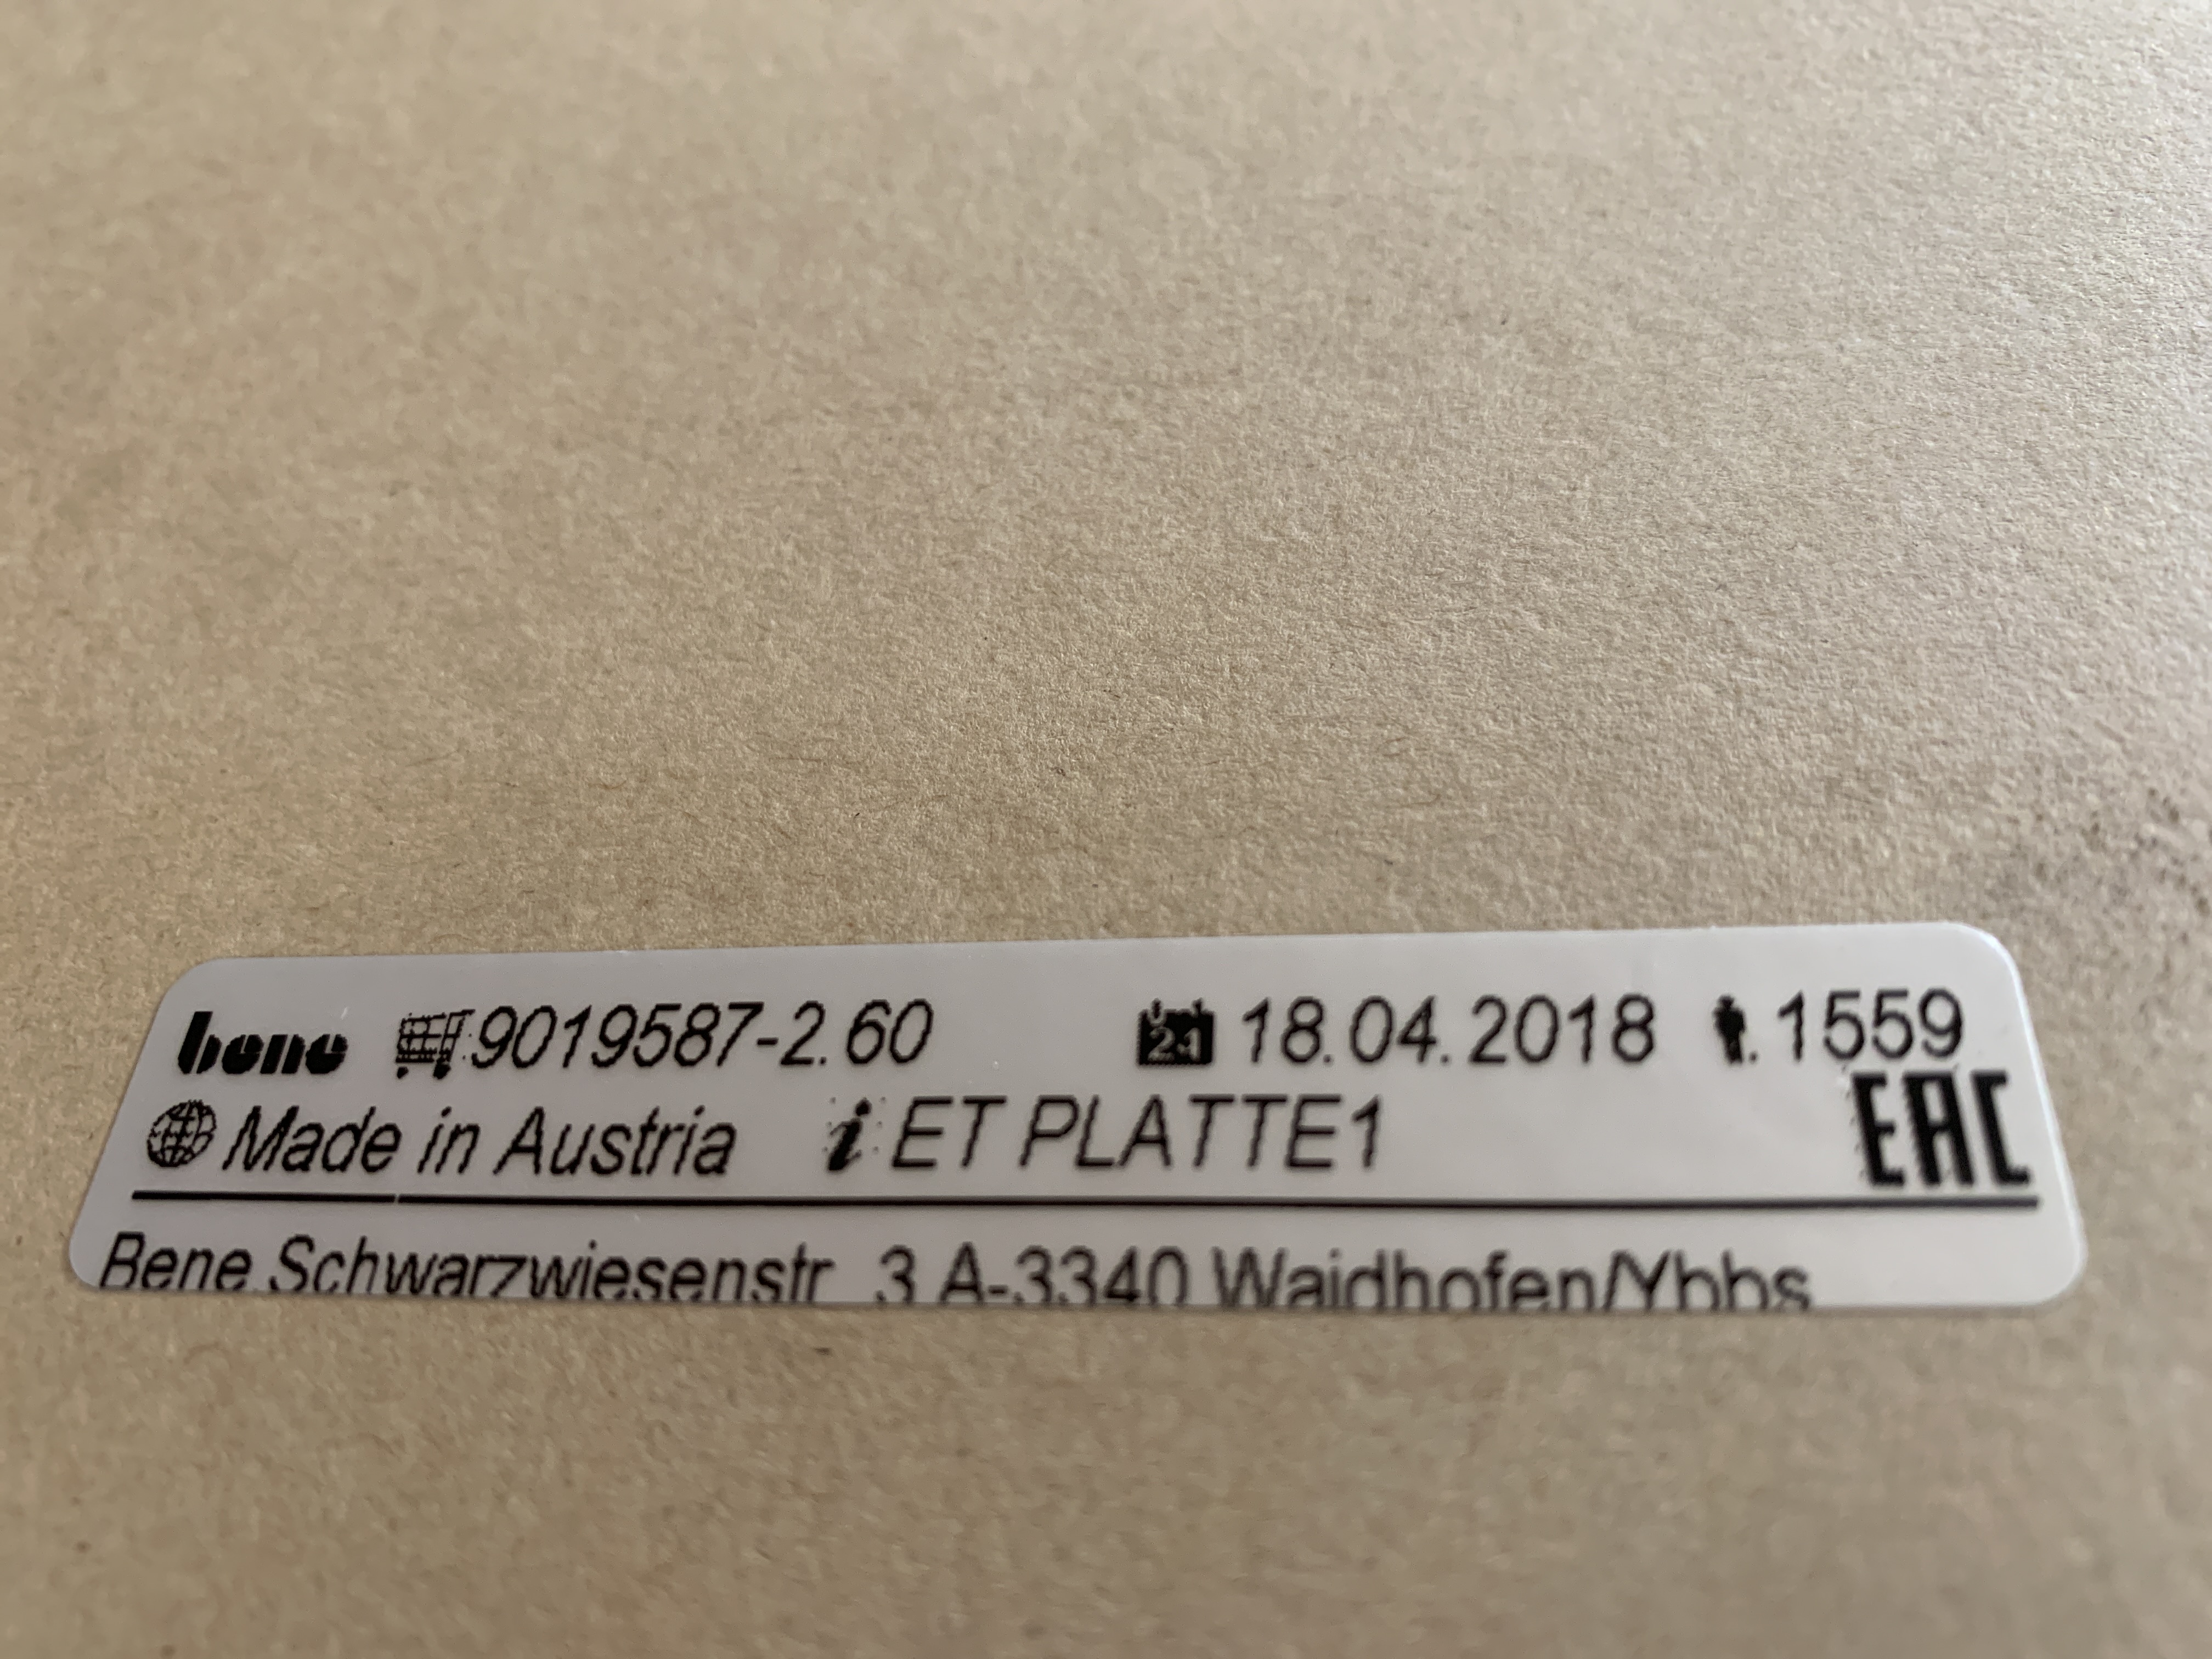 bene 9019587-2.60 18.04.2018 .1559
Made in Austria i ET PLATTE1 EAC
Bene.Schwarzwiesenstr 3 A-3340 Waidhofen/Ybbs